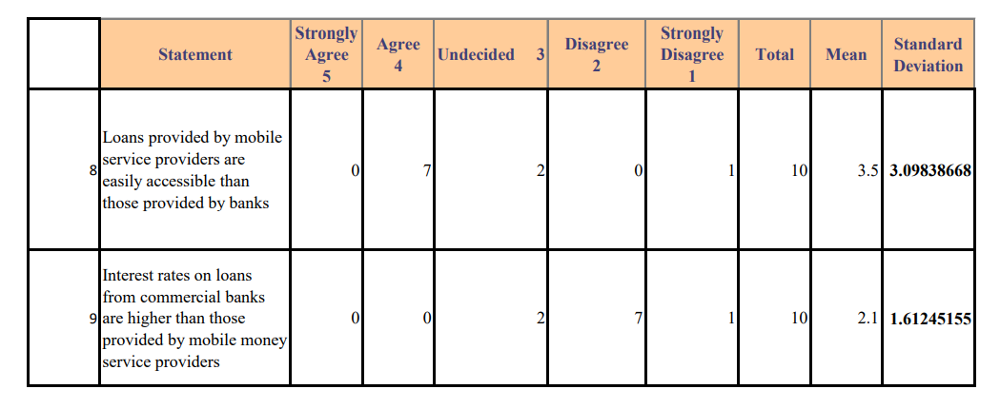 Statement
Strongly
Agree
5
Agree
4
Undecided 3
Disagree
2
Strongly
Disagree
1
Total
Mean
Standard
Deviation
8
Loans provided by mobile
service providers are
easily accessible than
those provided by banks
0
7
2
0
1
10
3.5
3.09838668
9
Interest rates on loans
from commercial banks
are higher than those
provided by mobile money
service providers
0
0
2
7
1
10
2.1
1.61245155